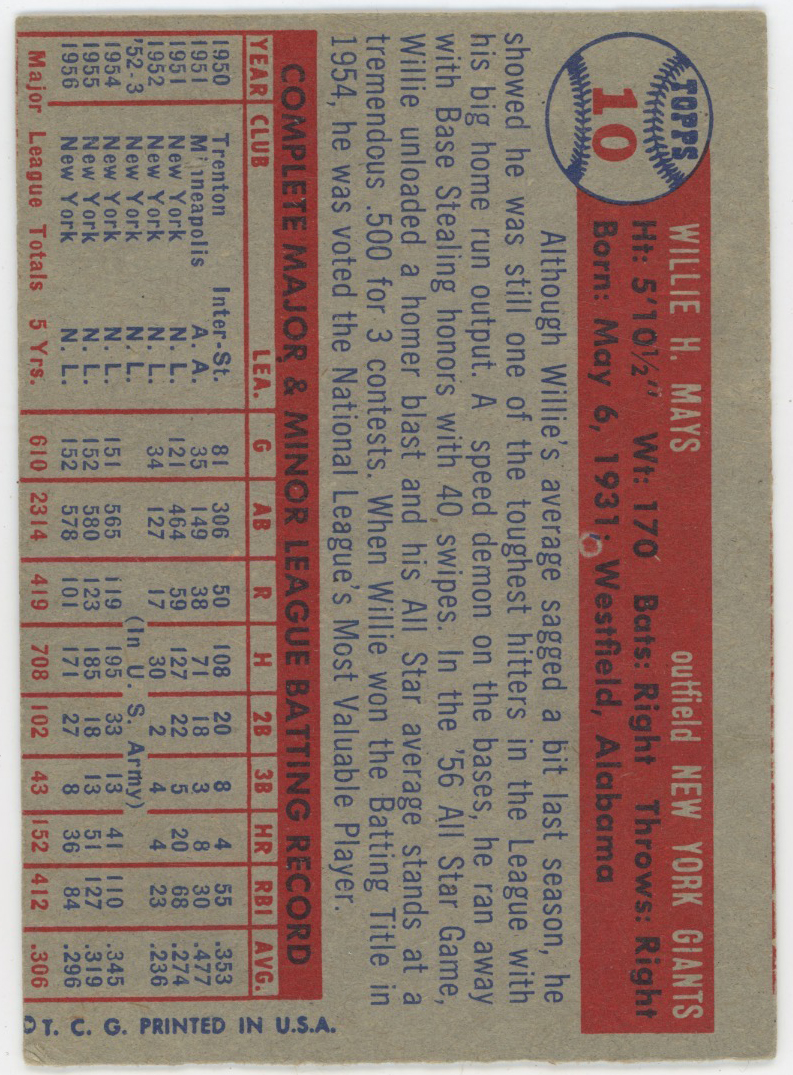 TOPPS
10
WILLIE H. MAYS outfield NEW YORK GIANTS
Ht: 5'10½" Wt: 170 Bats: Right Throws: Right
Born: May 6, 1931; Westfield, Alabama
Although Willie's average sagged a bit last season, he
showed he was still one of the toughest hitters in the League with
his big home run output. A speed demon on the bases, he ran away
with Base Stealing honors with 40 swipes. In the '56 All Star Game,
Willie unloaded a homer blast and his All Star average stands at a
tremendous .500 for 3 contests. When Willie won the Batting Title in
1954, he was voted the National League's Most Valuable Player.
COMPLETE MAJOR & MINOR LEAGUE BATTING RECORD
YEAR CLUB LEA. G AB R H 2B 3B HR RBI AVG.
1950 Trenton Inter-St. 81 306 50 108 20 8 4 55 .353
1951 Minneapolis A. A. 35 149 38 71 18 3 8 30 .477
1951 New York N. L. 121 464 59 127 22 5 20 68 .274
1952 New York N. L. 34 127 17 30 2 4 4 23 .236
'52-3 New York N. L. (In U. S. Army)
1954 New York N. L. 151 565 119 195 33 13 41 110 .345
1955 New York N. L. 152 580 123 185 18 13 51 127 .319
1956 New York N. L. 152 578 101 171 27 8 36 84 .296
Major League Totals 5 Yrs. 610 2314 419 708 102 43 152 412 .306
© T. C. G. PRINTED IN U.S.A.